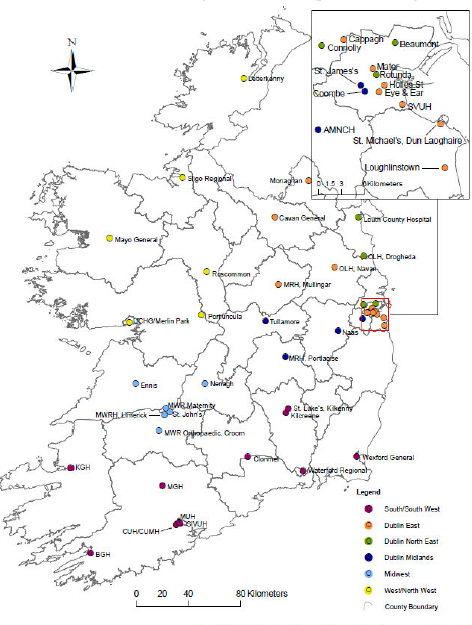 N
Cappagh
Connolly
Beaumont
Mater
St. James's
Rotunda
Holles St
Coombe
Eye & Ear
SVUH
AMNCH
St. Michael's, Dun Laoghaire
Loughlinstown
0 1.5 3 6 Kilometers
Letterkenny
Sligo Regional
Monaghan
Cavan General
Louth County Hospital
Mayo General
OLH, Drogheda
OLH, Navan
Roscommon
MRH, Mullingar
Portiuncula
UCHG/Merlin Park
Tullamore
Naas
MRH, Portlaoise
Ennis
Nenagh
MWR Maternity
MWRH, Limerick
St. John's
MWR Orthopaedic, Croom
St. Luke's, Kilkenny
Kilcreene
Clonmel
Wexford General
Waterford Regional
KGH
MGH
MUH
SIVUH
CUH/CUMH
BGH
Legend
South/South West
Dublin East
Dublin North East
Dublin Midlands
Midwest
West/North West
County Boundary
0 20 40 80 Kilometers